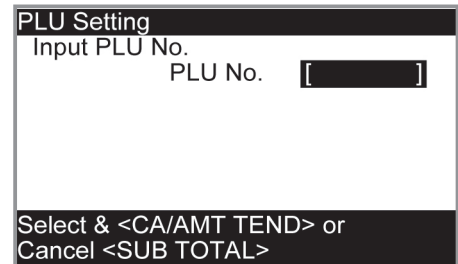 PLU Setting
Input PLU No.
PLU No. [ ]
Select & <CA/AMT TEND> or
Cancel <SUB TOTAL>